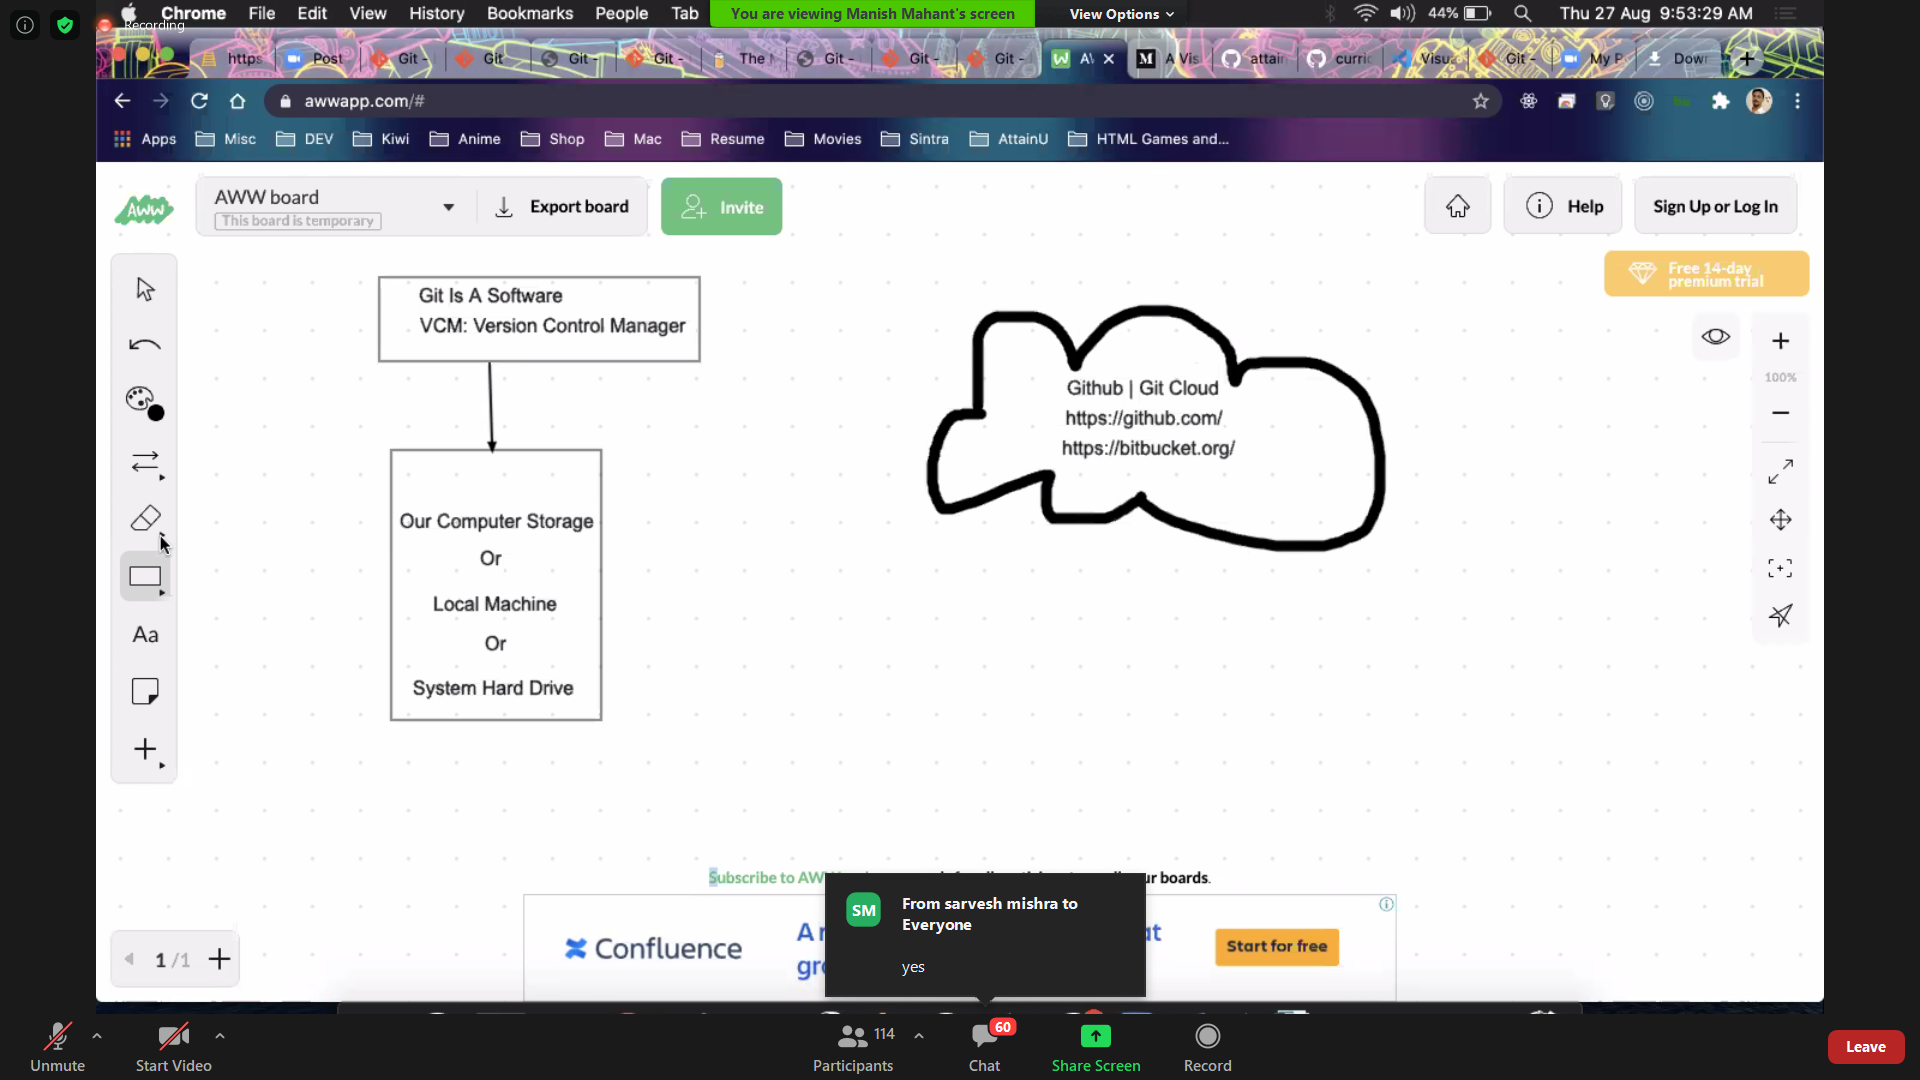 Chrome File Edit View History Bookmarks People Tab
You are viewing Manish Mahant's screen
View Options
44%
Thu 27 Aug 9:53:29 AM
Recording
https Post Git - Git Git - Git - The Git - Git - Git - A Vis attain Visu Git - My P Dow
awwapp.com/#
Apps Misc DEV Kiwi Anime Shop Mac Resume Movies Sintra AttainU HTML Games and...
AWW
AWW board
This board is temporary
Export board
Invite
Help
Sign Up or Log In
Free 14-day
premium trial
100%
Git Is A Software
VCM: Version Control Manager
Github | Git Cloud
https://github.com/
https://bitbucket.org/
Our Computer Storage
Or
Local Machine
Or
System Hard Drive
Aa
Subscribe to AW
ur boards.
Confluence
Start for free
SM
From sarvesh mishra to
Everyone
yes
1 /1
Unmute
Start Video
114
Participants
60
Chat
Share Screen
Record
Leave